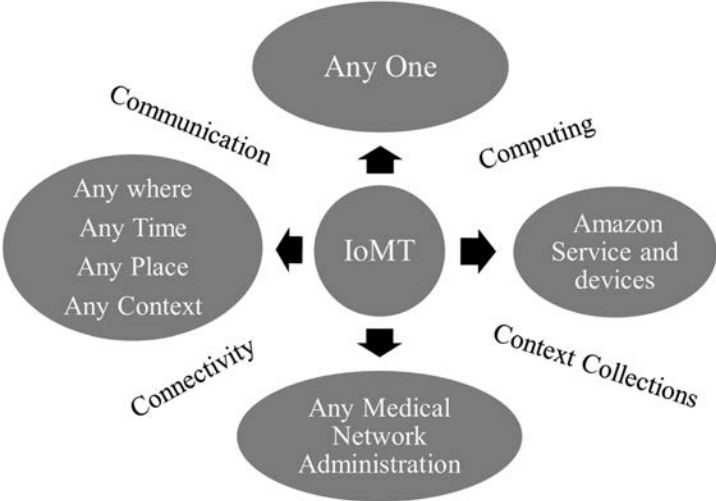 Any One
Communication
Computing
Any where
Any Time
Any Place
Any Context
IoMT
Amazon
Service and
devices
Connectivity
Context Collections
Any Medical
Network
Administration